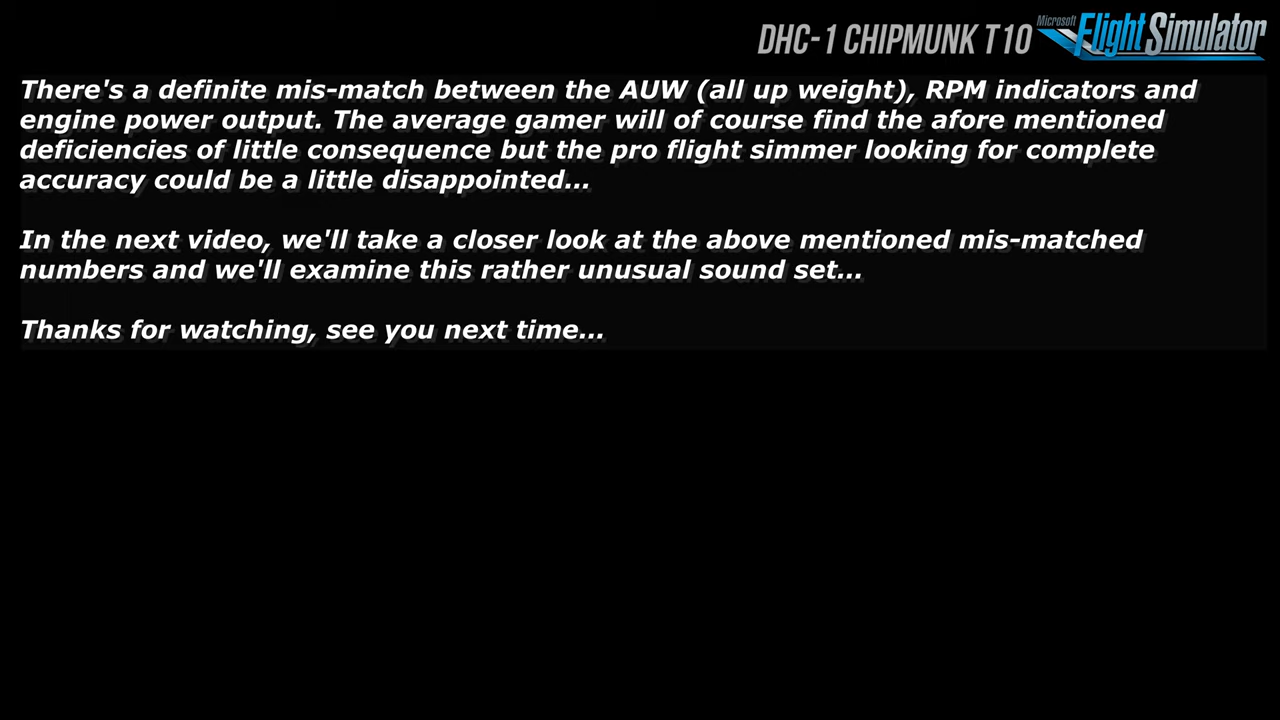 DHC-1 CHIPMUNK T10 Microsoft Flight Simulator
There's a definite mis-match between the AUW (all up weight), RPM indicators and
engine power output. The average gamer will of course find the afore mentioned
deficiencies of little consequence but the pro flight simmer looking for complete
accuracy could be a little disappointed...
In the next video, we'll take a closer look at the above mentioned mis-matched
numbers and we'll examine this rather unusual sound set...
Thanks for watching, see you next time...